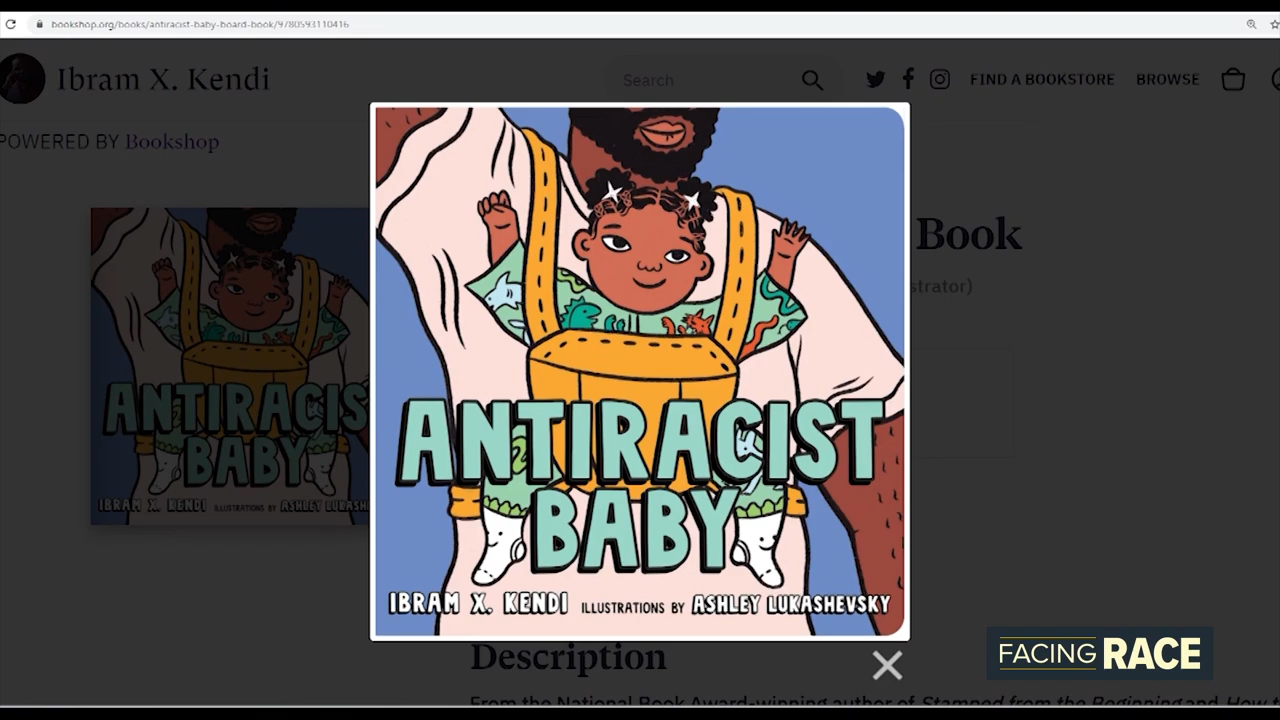 bookshop.org/books/antiracist-baby-board-book/9780593110416
Ibram X. Kendi
Search
FIND A BOOKSTORE
BROWSE
POWERED BY Bookshop
Book
strator)
ANTIRACIS
BABY
IBRAM X. KENDI ILLUSTRATIONS BY ASHLEY LUKASH
ANTIRACIST
BABY
IBRAM X. KENDI ILLUSTRATIONS BY ASHLEY LUKASHEVSKY
Description
From the National Book Award-winning author of Stamped from the Beginning and How
FACING RACE